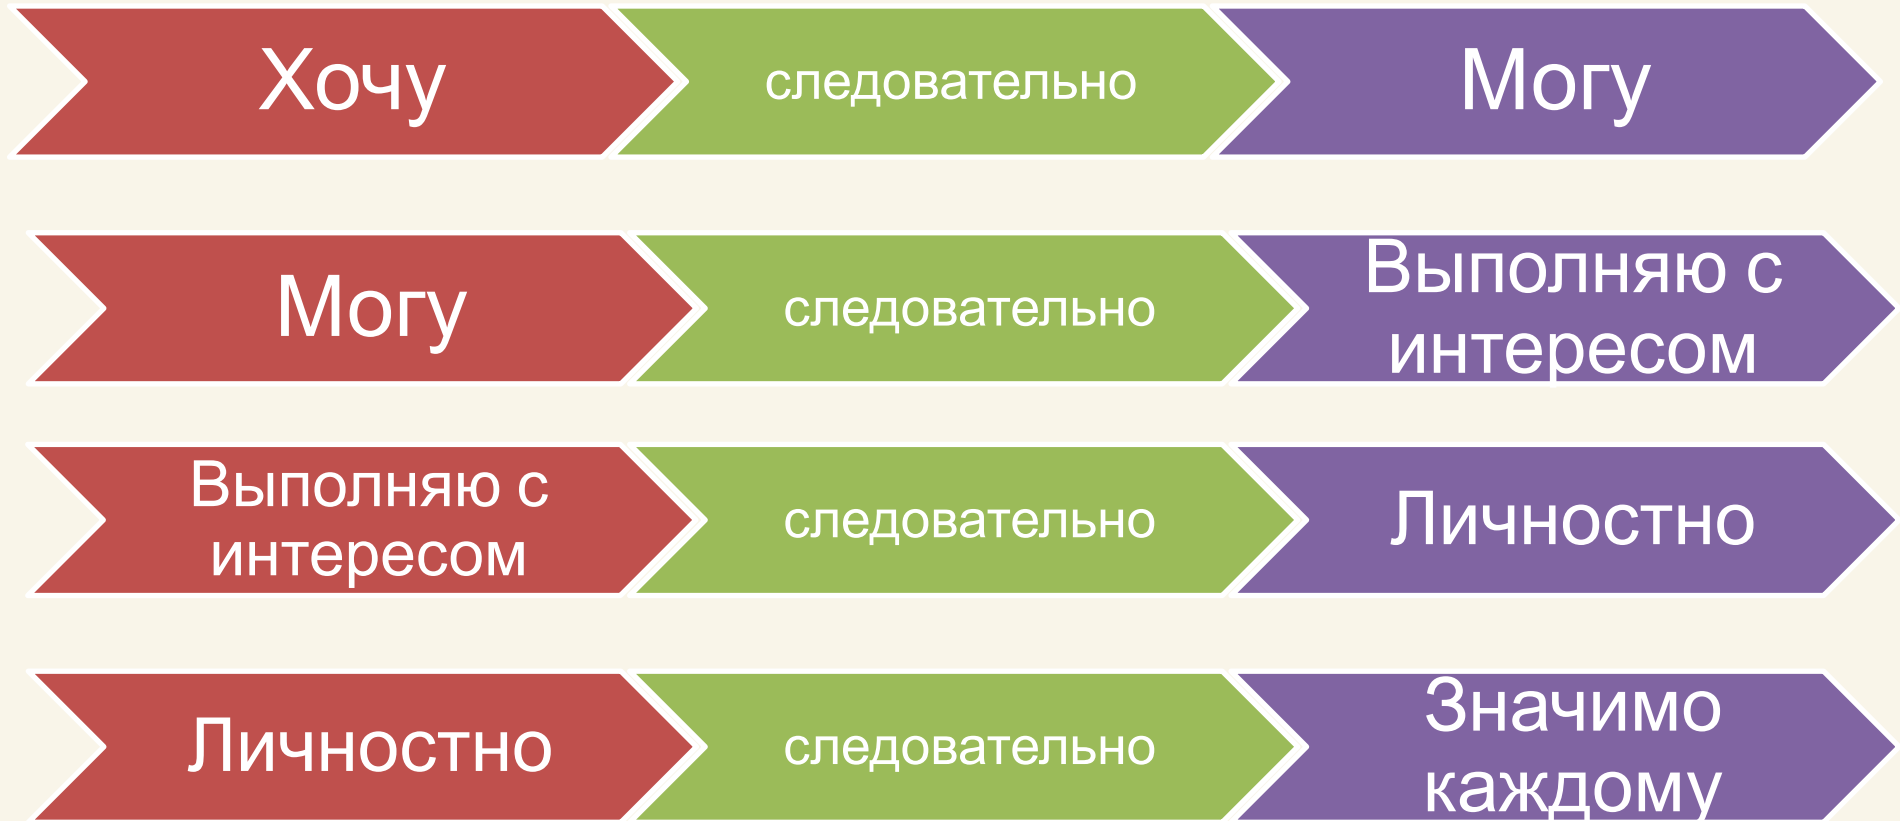 Хочу
следовательно
Могу
Могу
следовательно
Выполняю с
интересом
Выполняю с
интересом
следовательно
Личностно
Личностно
следовательно
Значимо
каждому